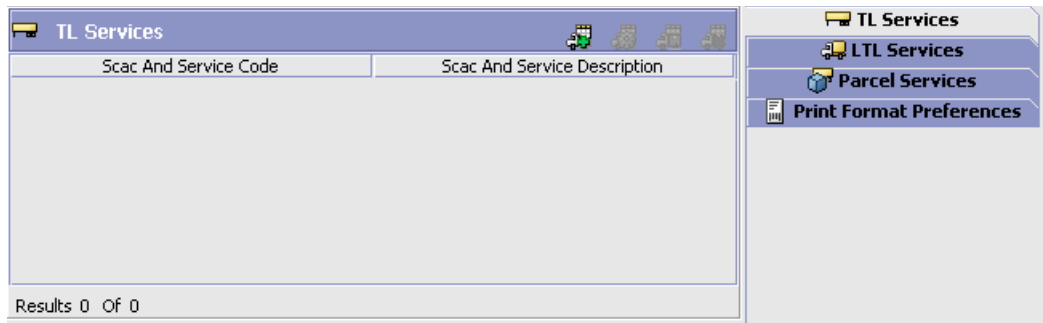 TL Services
Scac And Service Code
Scac And Service Description
Results 0 Of 0
TL Services
LTL Services
Parcel Services
Print Format Preferences